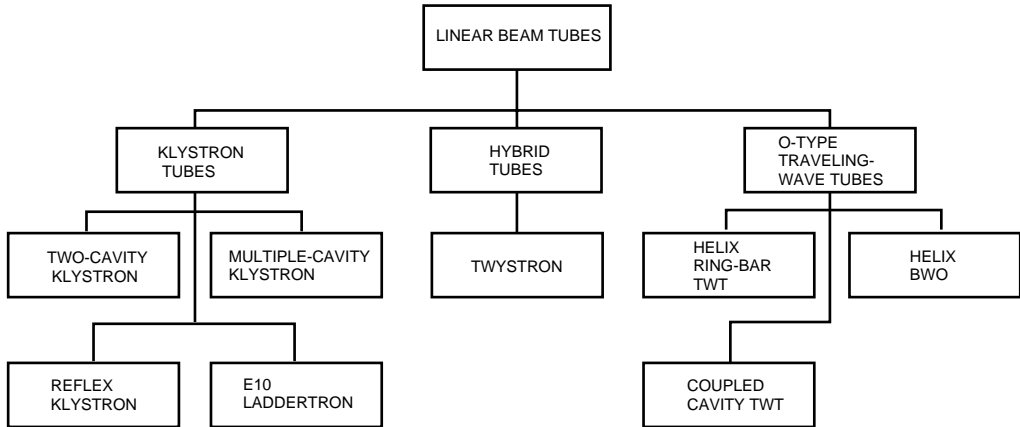 LINEAR BEAM TUBES
KLYSTRON
TUBES
HYBRID
TUBES
O-TYPE
TRAVELING-
WAVE TUBES
TWO-CAVITY
KLYSTRON
MULTIPLE-CAVITY
KLYSTRON
TWYSTRON
HELIX
RING-BAR
TWT
HELIX
BWO
REFLEX
KLYSTRON
E10
LADDERTRON
COUPLED
CAVITY TWT